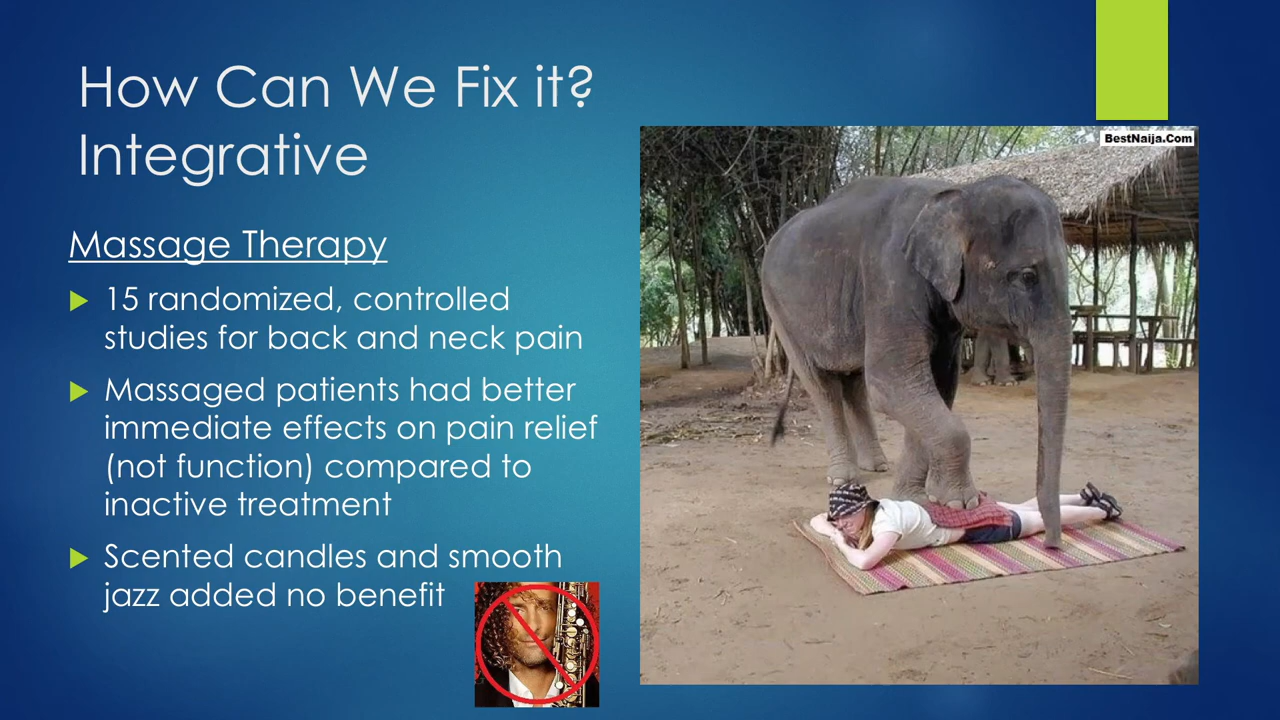 How Can We Fix it?
Integrative
Massage Therapy
15 randomized, controlled
studies for back and neck pain
Massaged patients had better
immediate effects on pain relief
(not function) compared to
inactive treatment
Scented candles and smooth
jazz added no benefit
BestNaija.Com